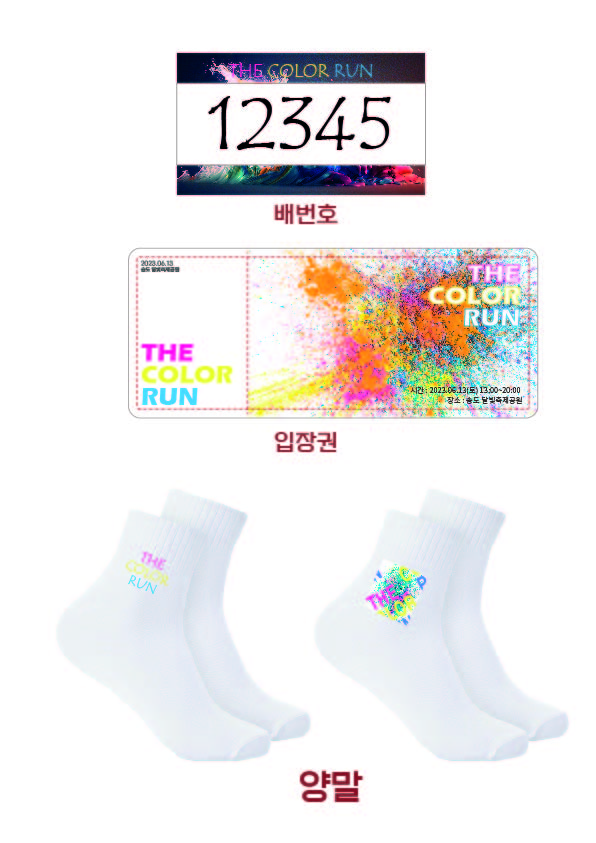 THE COLOR RUN
12345
배번호
2023.06.13
송도 달빛축제공원
THE
COLOR
RUN
THE
COLOR
RUN
시간 : 2023.06.13(토) 13:00~20:00
장소 : 송도 달빛축제공원
입장권
THE
COLOR
RUN
THE
COLOR
양말